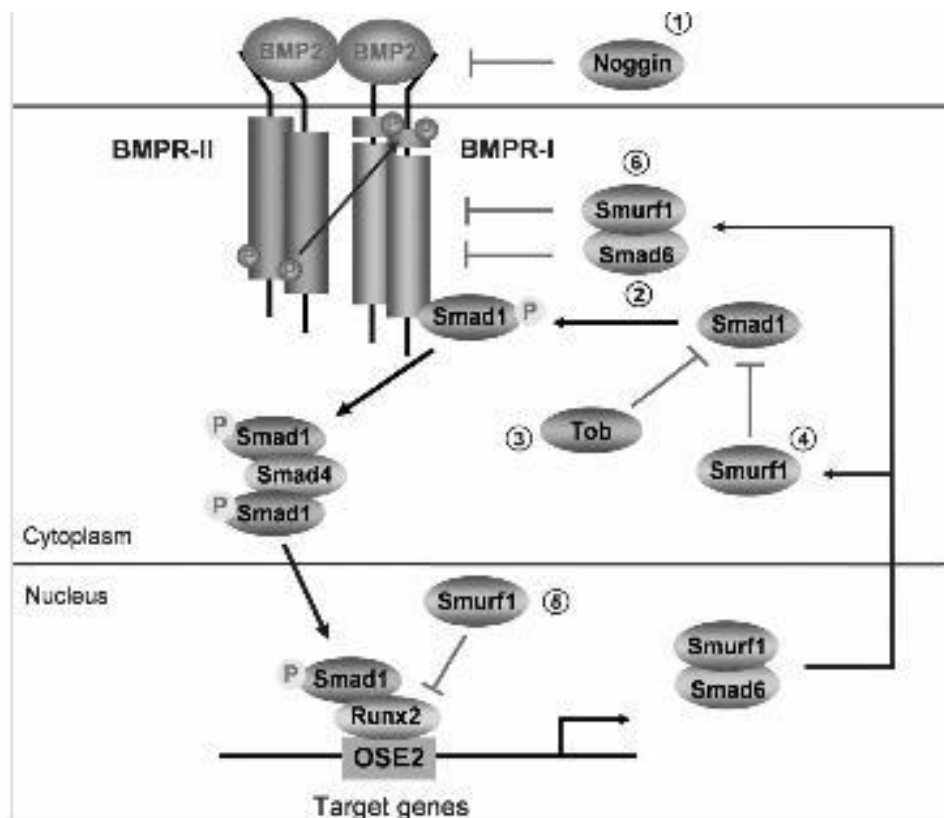 ①
BMP2 BMP2
Noggin
BMPR-II
BMPR-I
P P
⑥
Smurf1
Smad6
②
P P
Smad1 P
Smad1
③ Tob
④
Smurf1
P Smad1
Smad4
P Smad1
Cytoplasm
Nucleus
Smurf1 ⑤
P Smad1
Runx2
OSE2
Smurf1
Smad6
Target genes